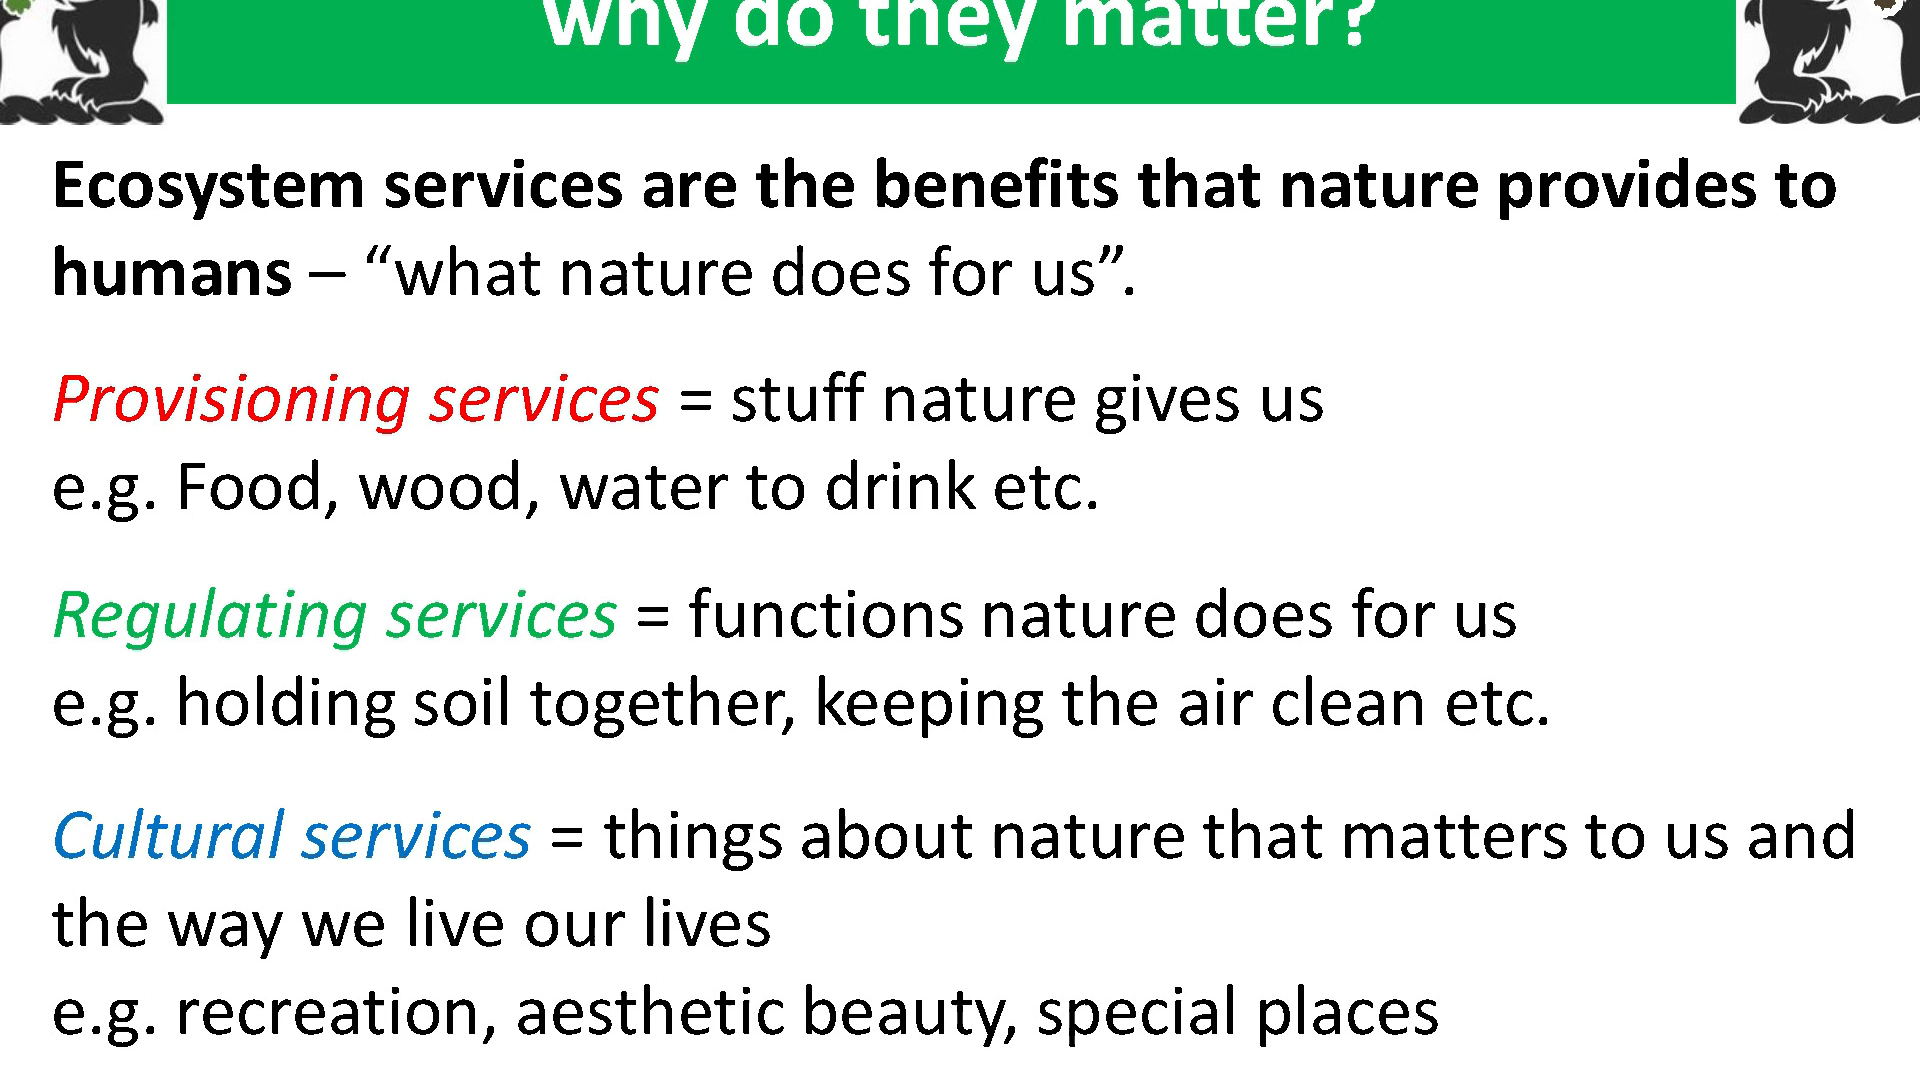 why do they matter?
Ecosystem services are the benefits that nature provides to
humans – “what nature does for us”.
Provisioning services = stuff nature gives us
e.g. Food, wood, water to drink etc.
Regulating services = functions nature does for us
e.g. holding soil together, keeping the air clean etc.
Cultural services = things about nature that matters to us and
the way we live our lives
e.g. recreation, aesthetic beauty, special places